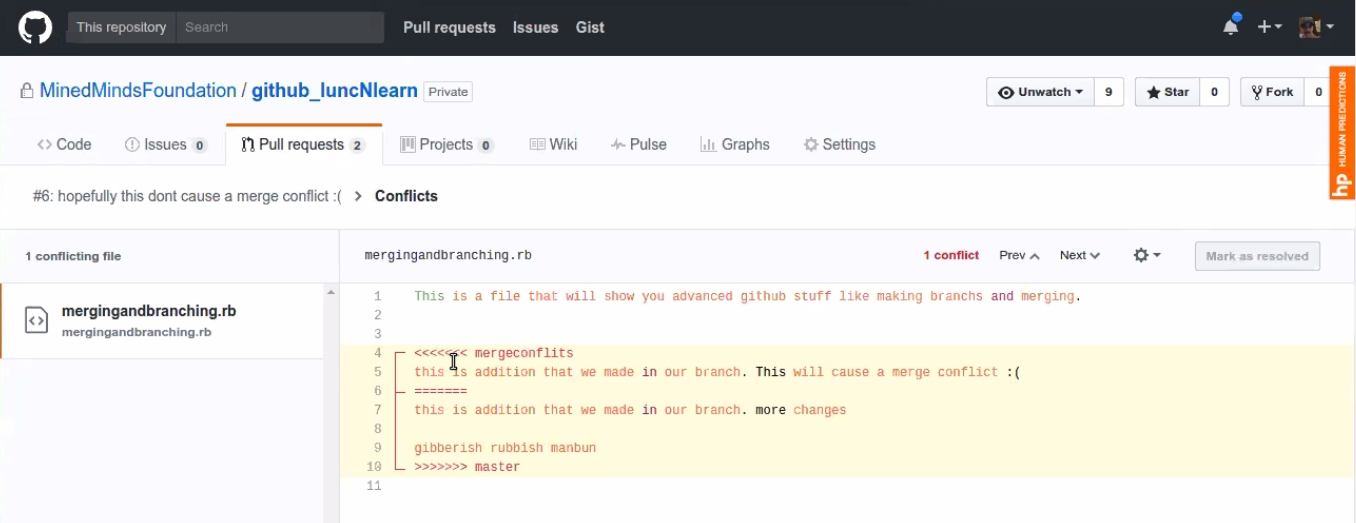 This repository Search Pull requests Issues Gist
MinedMindsFoundation / github_luncNlearn Private Unwatch 9 Star 0 Fork 0
Code Issues 0 Pull requests 2 Projects 0 Wiki Pulse Graphs Settings
HUMAN PREDICTIONS
hp
#6: hopefully this dont cause a merge conflict :( > Conflicts
1 conflicting file
mergingandbranching.rb 1 conflict Prev Next Mark as resolved
mergingandbranching.rb
mergingandbranching.rb
1 This is a file that will show you advanced github stuff like making branchs and merging.
2
3
4 <<<<<<< mergeconflits
5 this is addition that we made in our branch. This will cause a merge conflict :(
6 =======
7 this is addition that we made in our branch. more changes
8
9 gibberish rubbish manbun
10 >>>>>>> master
11